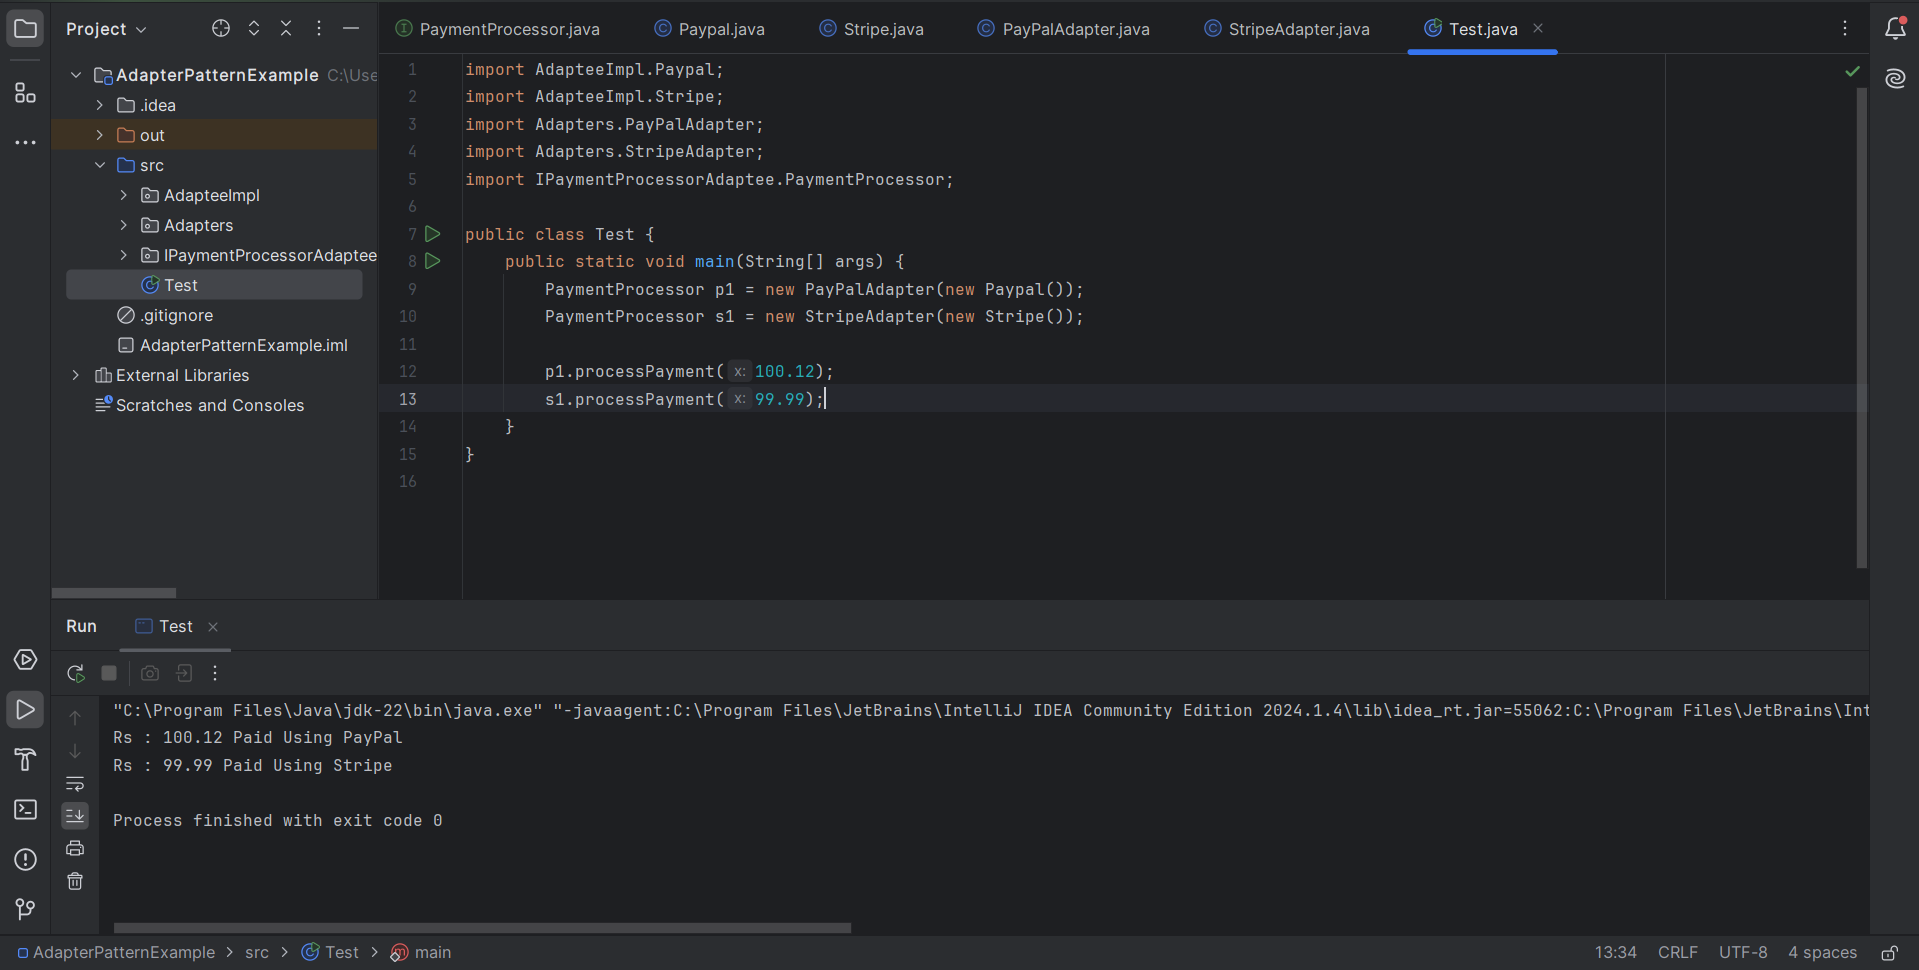 Project
PaymentProcessor.java
Paypal.java
Stripe.java
PayPalAdapter.java
StripeAdapter.java
Test.java
AdapterPatternExample C:\Use
.idea
out
src
AdapteeImpl
Adapters
IPaymentProcessorAdaptee
Test
.gitignore
AdapterPatternExample.iml
External Libraries
Scratches and Consoles
1 import AdapteeImpl.Paypal;
2 import AdapteeImpl.Stripe;
3 import Adapters.PayPalAdapter;
4 import Adapters.StripeAdapter;
5 import IPaymentProcessorAdaptee.PaymentProcessor;
6
7 public class Test {
8     public static void main(String[] args) {
9         PaymentProcessor p1 = new PayPalAdapter(new Paypal());
10         PaymentProcessor s1 = new StripeAdapter(new Stripe());
11
12         p1.processPayment( x: 100.12);
13         s1.processPayment( x: 99.99);
14     }
15 }
16
Run
Test
"C:\Program Files\Java\jdk-22\bin\java.exe" "-javaagent:C:\Program Files\JetBrains\IntelliJ IDEA Community Edition 2024.1.4\lib\idea_rt.jar=55062:C:\Program Files\JetBrains\Int
Rs : 100.12 Paid Using PayPal
Rs : 99.99 Paid Using Stripe
Process finished with exit code 0
AdapterPatternExample > src > Test > main
13:34 CRLF UTF-8 4 spaces